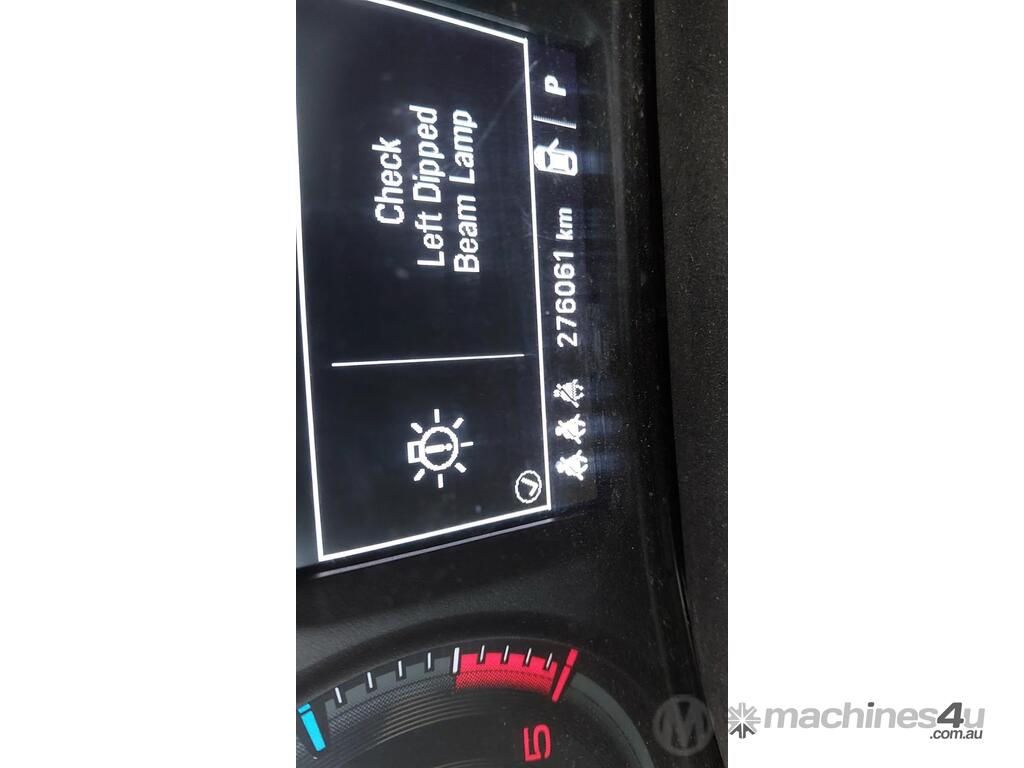 Check
Left Dipped
Beam Lamp
276061 km
P
5
machines4u
.com.au